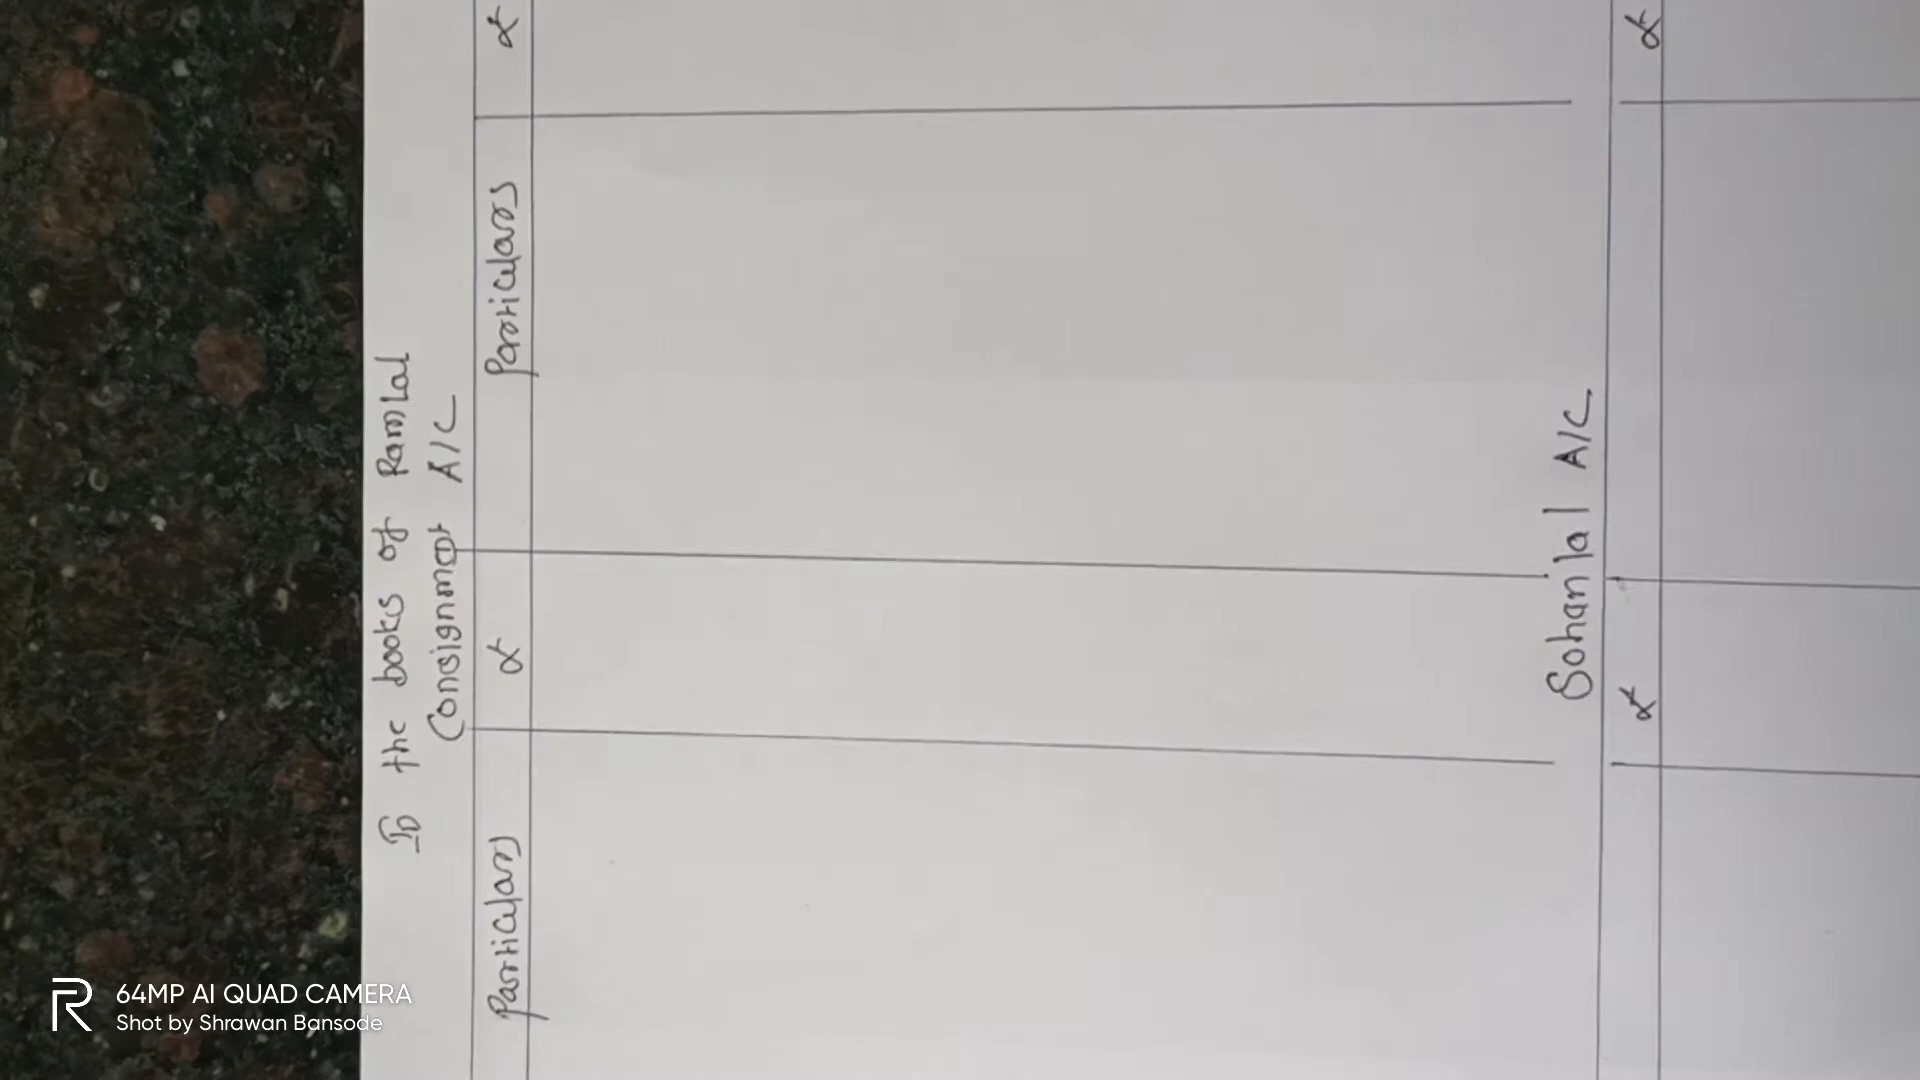 In the books of Ramlal
Consignment A/C
Particulars ₹ Particulars ₹
Sohanlal A/C
₹ ₹
64MP AI QUAD CAMERA
Shot by Shrawan Bansode